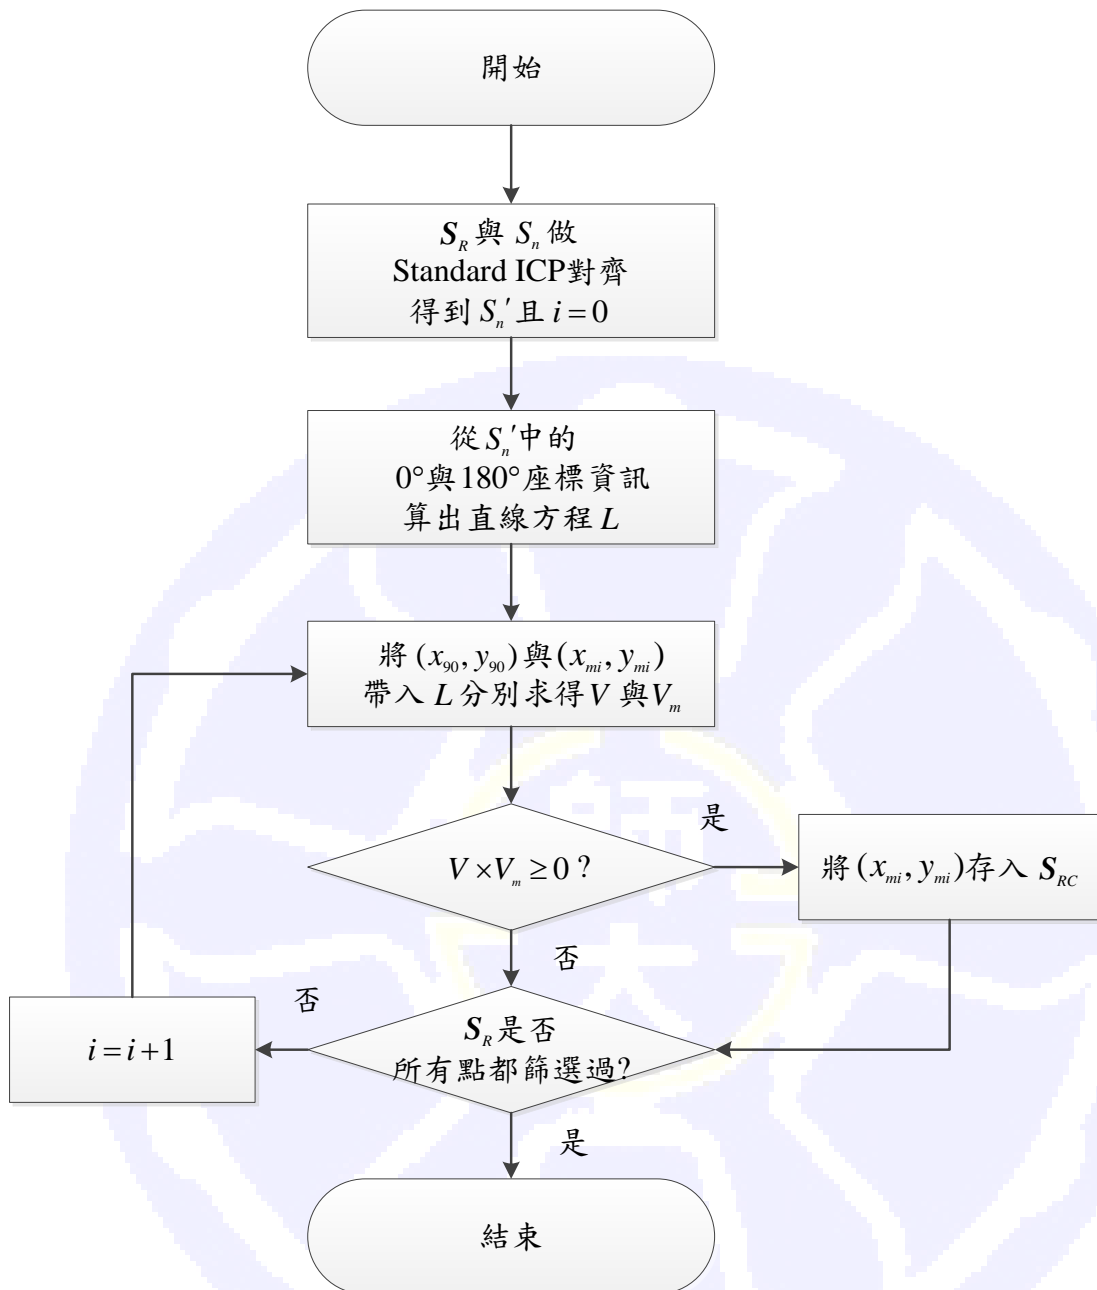 開始
S_R 與 S_n 做
Standard ICP對齊
得到 S_n′ 且 i = 0
從 S_n′ 中的
0°與180°座標資訊
算出直線方程 L
將 (x_90, y_90) 與 (x_mi, y_mi)
帶入 L 分別求得 V 與 V_m
V × V_m ≥ 0 ?
是
將 (x_mi, y_mi) 存入 S_RC
否
S_R 是否
所有點都篩選過?
否
i = i + 1
是
結束
師
大